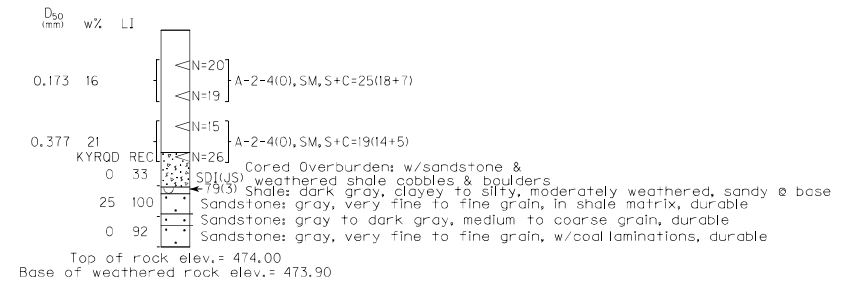 D50 w% LI
(mm)
N=20
0.173 16 A-2-4(0), SM, S+C=25(18+7)
N=19
N=15
0.377 21 A-2-4(0), SM, S+C=19(14+5)
KYRQD REC N=26
Cored Overburden: w/sandstone &
0 33 SDI(JS) weathered shale cobbles & boulders
79(3) Shale: dark gray, clayey to silty, moderately weathered, sandy @ base
25 100 Sandstone: gray, very fine to fine grain, in shale matrix, durable
Sandstone: gray to dark gray, medium to coarse grain, durable
0 92 Sandstone: gray, very fine to fine grain, w/coal laminations, durable
Top of rock elev.= 474.00
Base of weathered rock elev.= 473.90